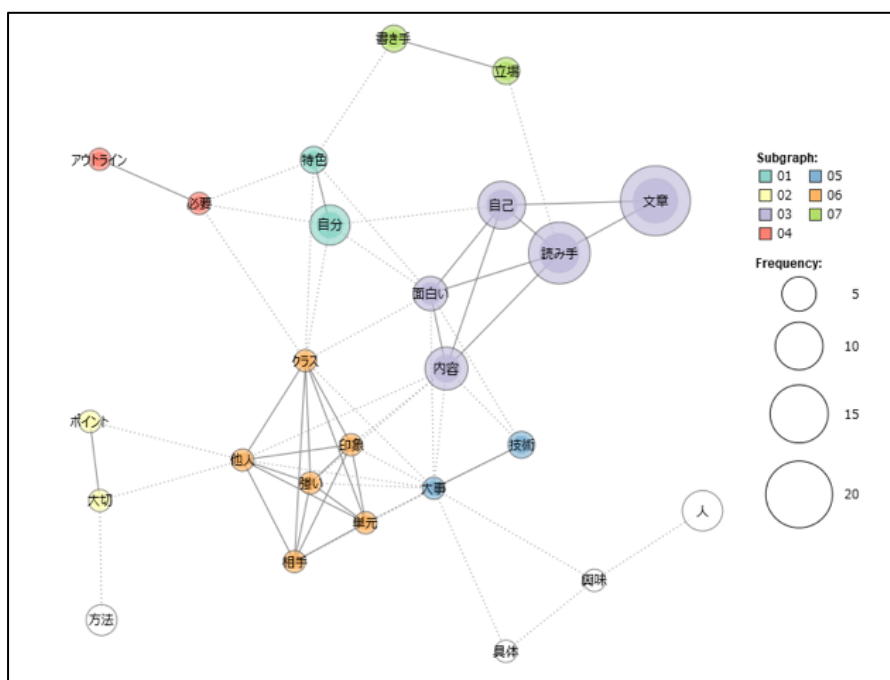 書き手
立場
アウトライン
特色
必要
自分
自己
文章
読み手
面白い
内容
クラス
ポイント
他人
印象
技術
強い
大事
大切
単元
人
相手
興味
方法
具体
Subgraph:
01 05
02 06
03 07
04
Frequency:
5
10
15
20